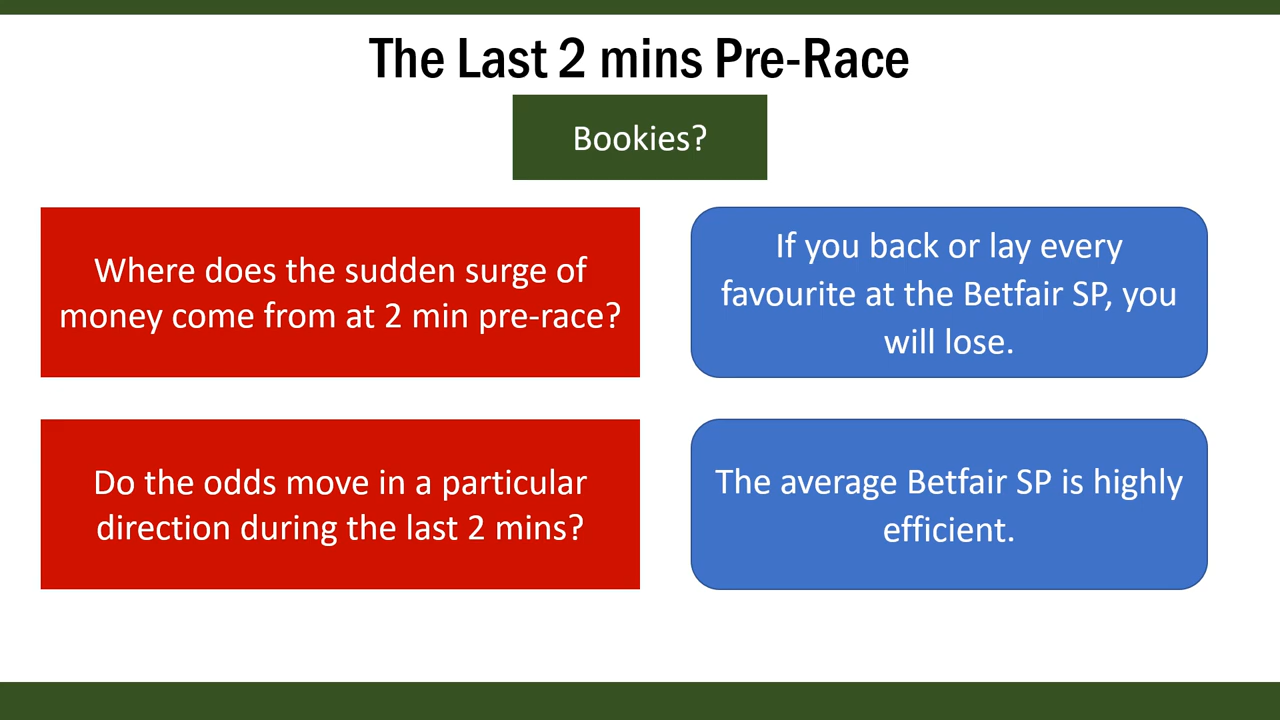 The Last 2 mins Pre-Race
Bookies?
Where does the sudden surge of
money come from at 2 min pre-race?
If you back or lay every
favourite at the Betfair SP, you
will lose.
Do the odds move in a particular
direction during the last 2 mins?
The average Betfair SP is highly
efficient.